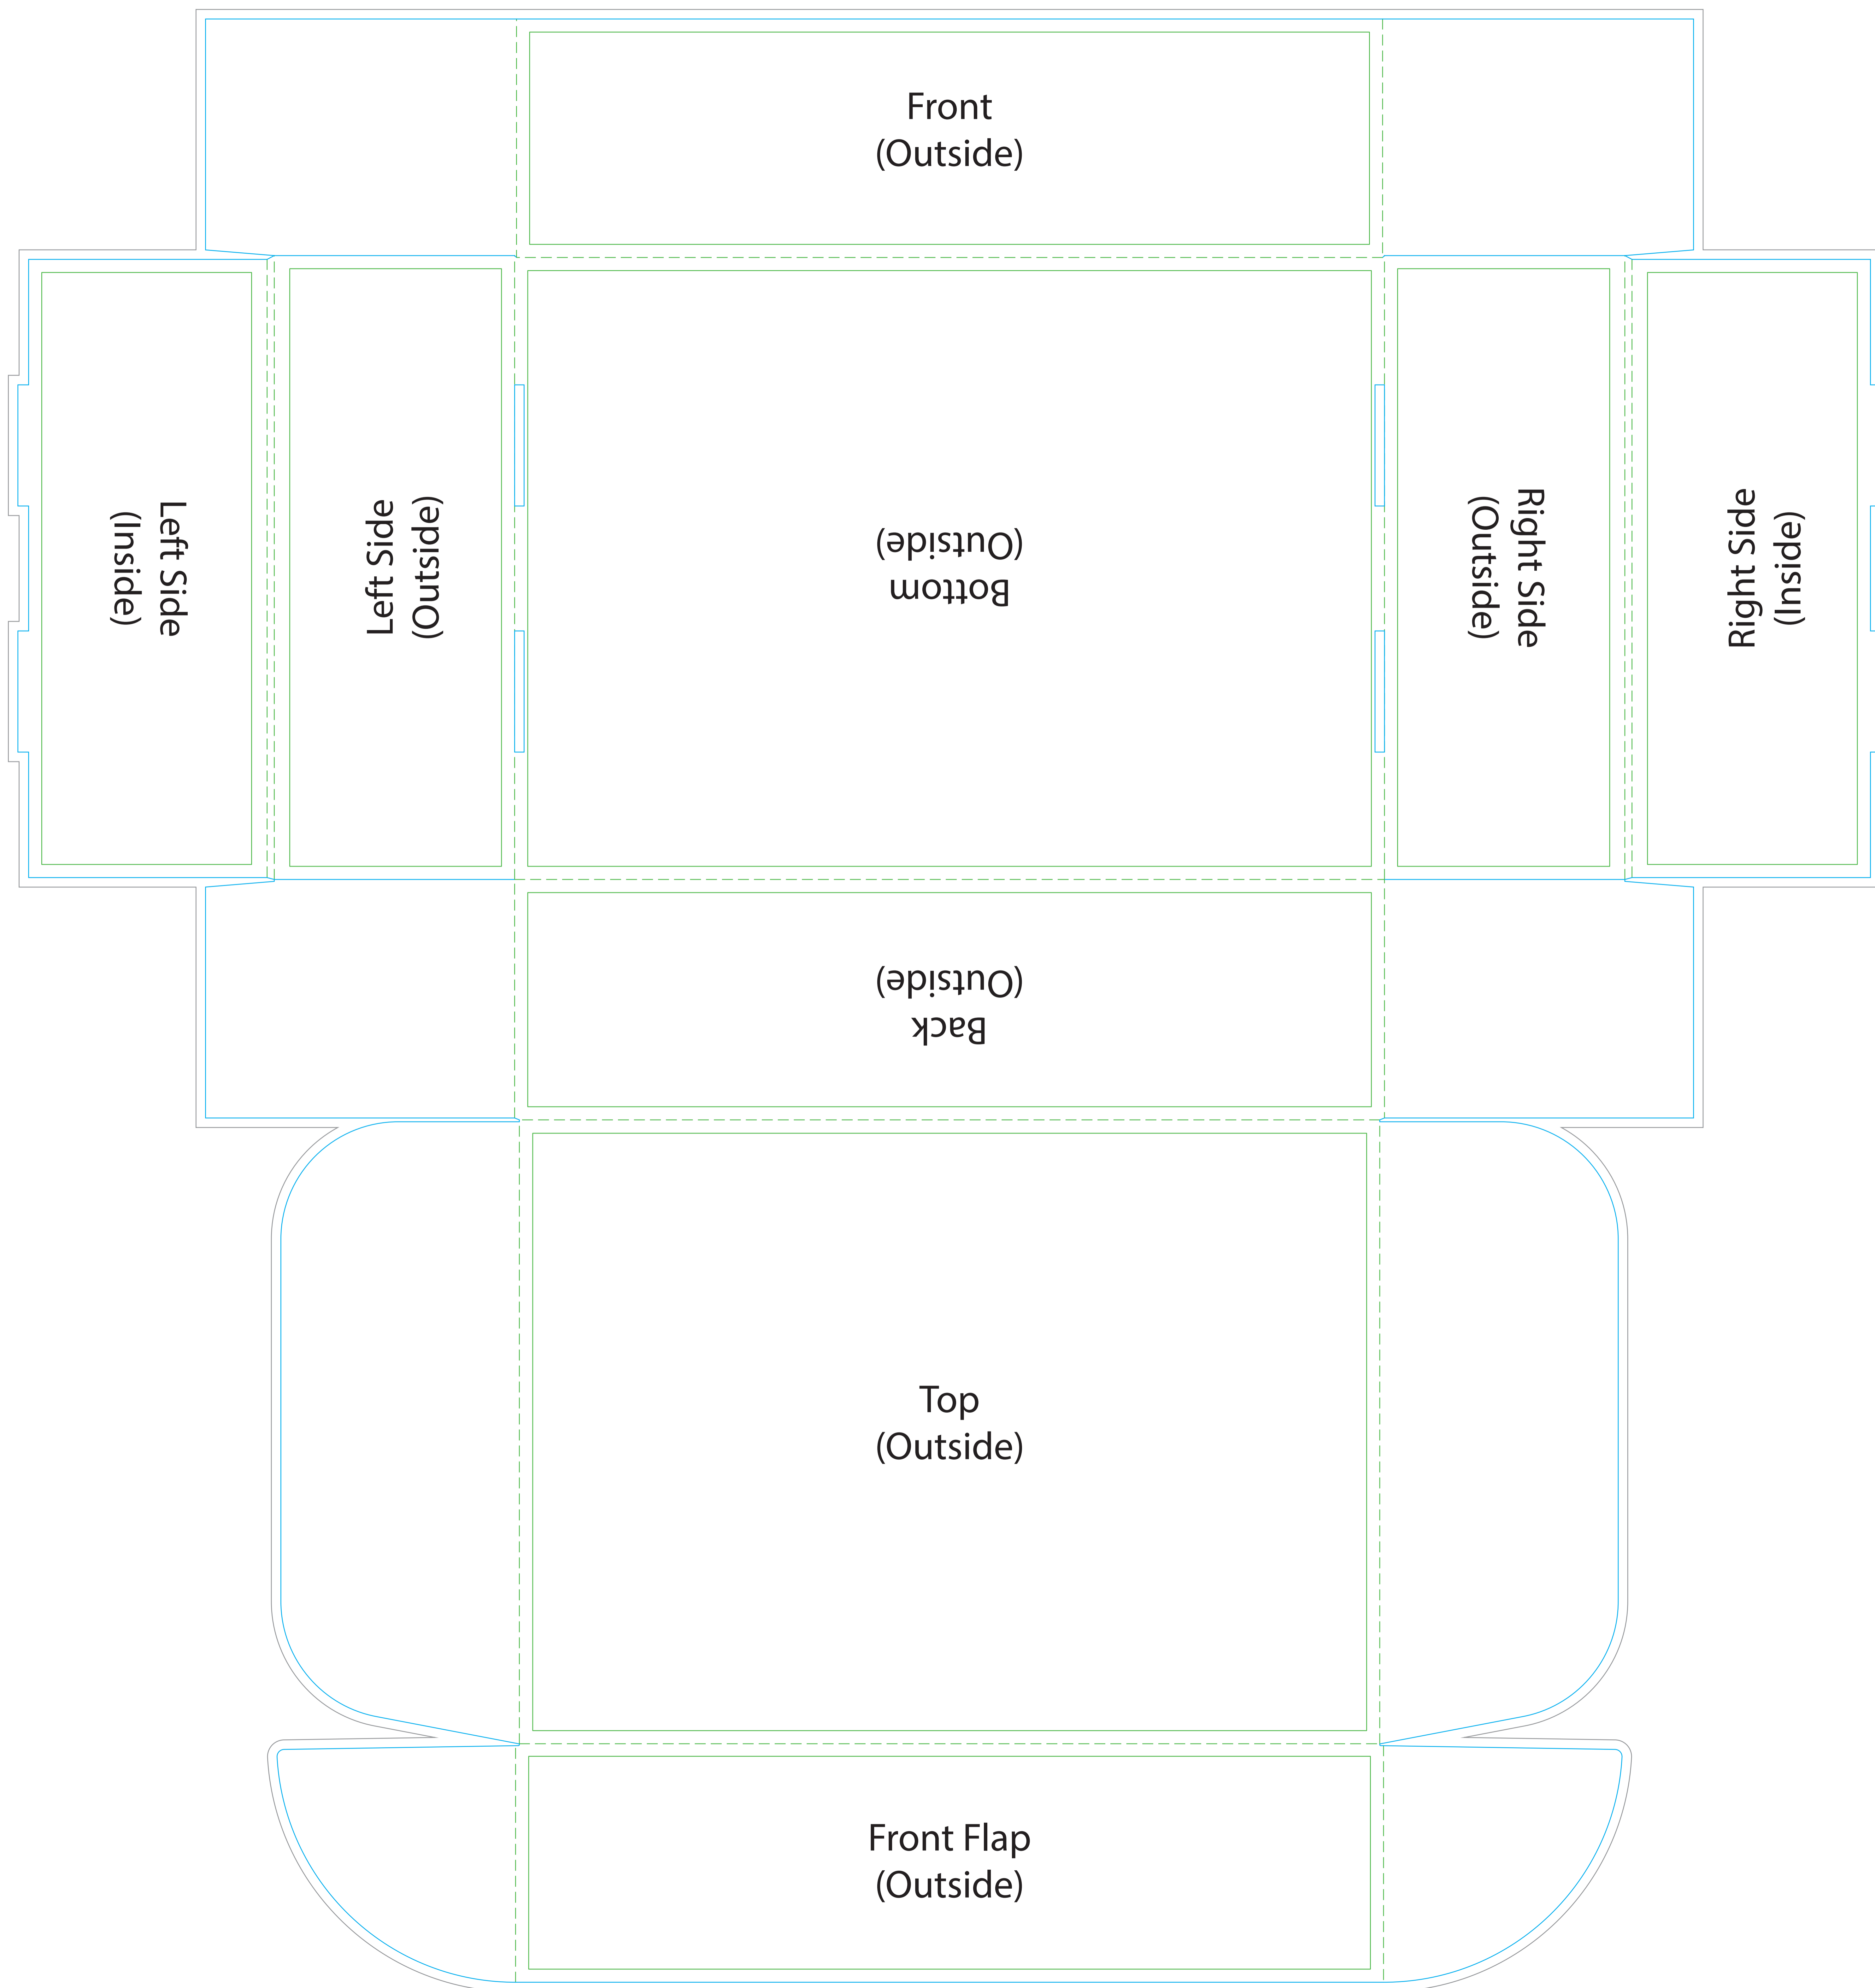 Front
(Outside)
Left Side
(Inside)
Left Side
(Outside)
Bottom
(Outside)
Right Side
(Outside)
Right Side
(Inside)
Back
(Outside)
Top
(Outside)
Front Flap
(Outside)